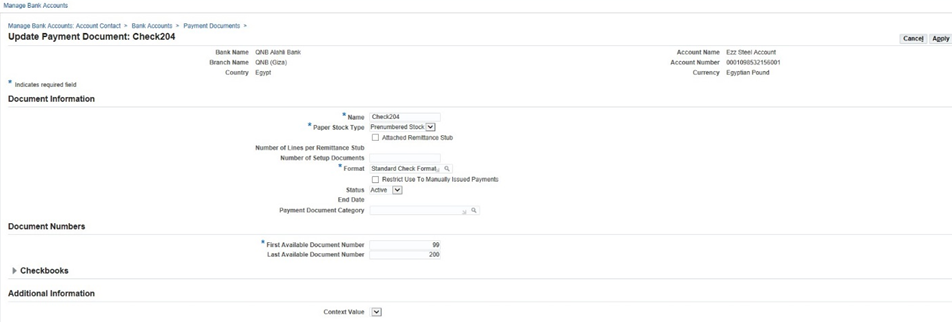 Manage Bank Accounts
Manage Bank Accounts: Account Contact > Bank Accounts > Payment Documents >
Update Payment Document: Check204
Cancel Apply
Bank Name QNB Alahli Bank Account Name Ezz Steel Account
Branch Name QNB (Giza) Account Number 0001098532156001
Country Egypt Currency Egyptian Pound
* Indicates required field
Document Information
* Name Check204
* Paper Stock Type Prenumbered Stock
Attached Remittance Stub
Number of Lines per Remittance Stub
Number of Setup Documents
* Format Standard Check Format
Restrict Use To Manually Issued Payments
Status Active
End Date
Payment Document Category
Document Numbers
* First Available Document Number 99
Last Available Document Number 200
Checkbooks
Additional Information
Context Value